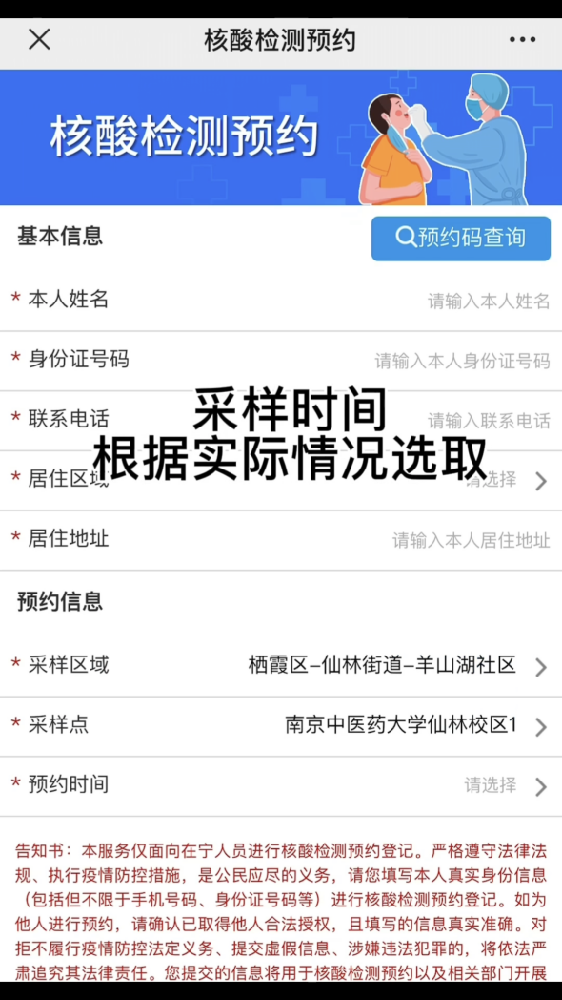 核酸检测预约
核酸检测预约
基本信息
预约码查询
* 本人姓名 请输入本人姓名
* 身份证号码 请输入本人身份证号码
采样时间
* 联系电话 请输入联系电话
根据实际情况选取
* 居住区域 请选择
* 居住地址 请输入本人居住地址
预约信息
* 采样区域 栖霞区-仙林街道-羊山湖社区
* 采样点 南京中医药大学仙林校区1
* 预约时间 请选择
告知书：本服务仅面向在宁人员进行核酸检测预约登记。严格遵守法律法
规、执行疫情防控措施，是公民应尽的义务，请您填写本人真实身份信息
（包括但不限于手机号码、身份证号码等）进行核酸检测预约登记。如为
他人进行预约，请确认已取得他人合法授权，且填写的信息真实准确。对
拒不履行疫情防控法定义务、提交虚假信息、涉嫌违法犯罪的，将依法严
肃追究其法律责任。您提交的信息将用于核酸检测预约以及相关部门开展